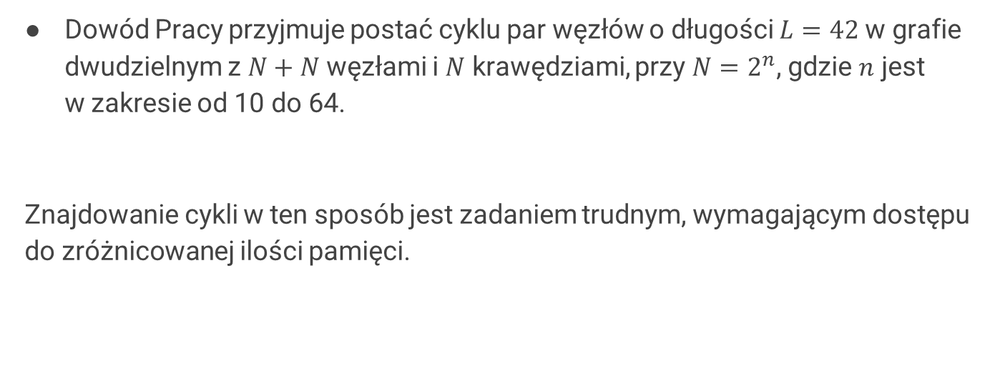 ● Dowód Pracy przyjmuje postać cyklu par węzłów o długości L = 42 w grafie
dwudzielnym z N + N węzłami i N krawędziami, przy N = 2ⁿ, gdzie n jest
w zakresie od 10 do 64.
Znajdowanie cykli w ten sposób jest zadaniem trudnym, wymagającym dostępu
do zróżnicowanej ilości pamięci.